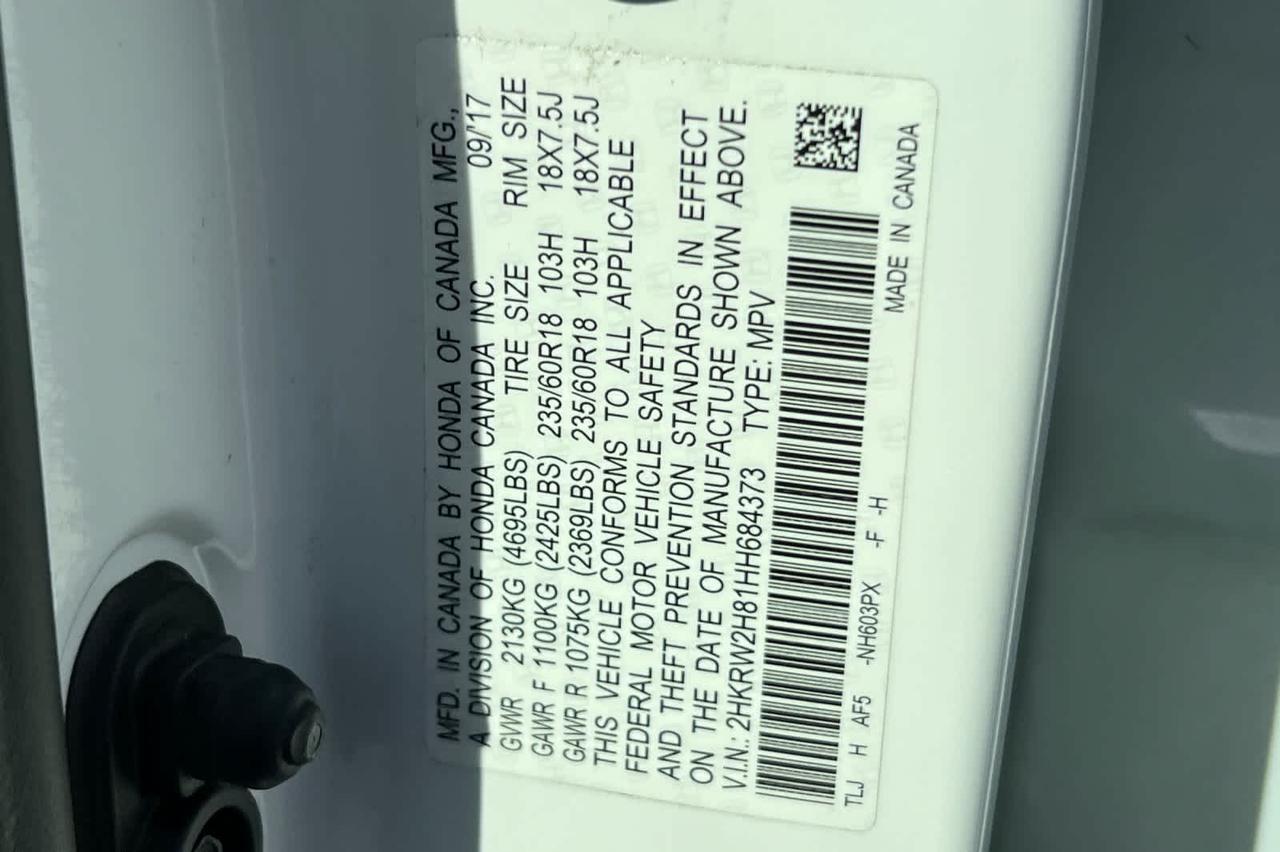 MFD. IN CANADA BY HONDA OF CANADA MFG.,
A DIVISION OF HONDA CANADA INC. 09/'17
GVWR 2130KG (4695LBS) TIRE SIZE RIM SIZE
GAWR F 1100KG (2425LBS) 235/60R18 103H 18X7.5J
GAWR R 1075KG (2369LBS) 235/60R18 103H 18X7.5J
THIS VEHICLE CONFORMS TO ALL APPLICABLE
FEDERAL MOTOR VEHICLE SAFETY
AND THEFT PREVENTION STANDARDS IN EFFECT
ON THE DATE OF MANUFACTURE SHOWN ABOVE.
V.I.N.: 2HKRW2H81HH684373 TYPE: MPV
TLJ H AF5 -NH603PX -F -H MADE IN CANADA